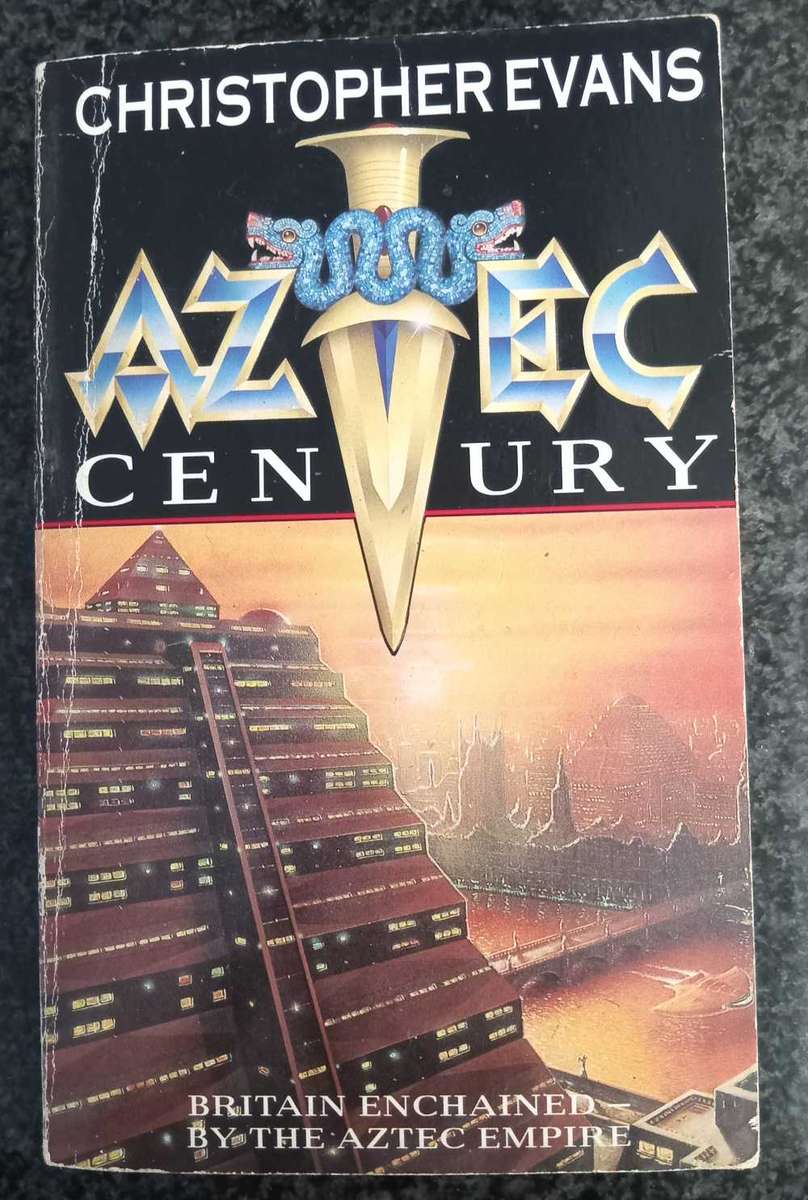 CHRISTOPHER EVANS
AZTEC
CENTURY
BRITAIN ENCHAINED –
BY THE AZTEC EMPIRE